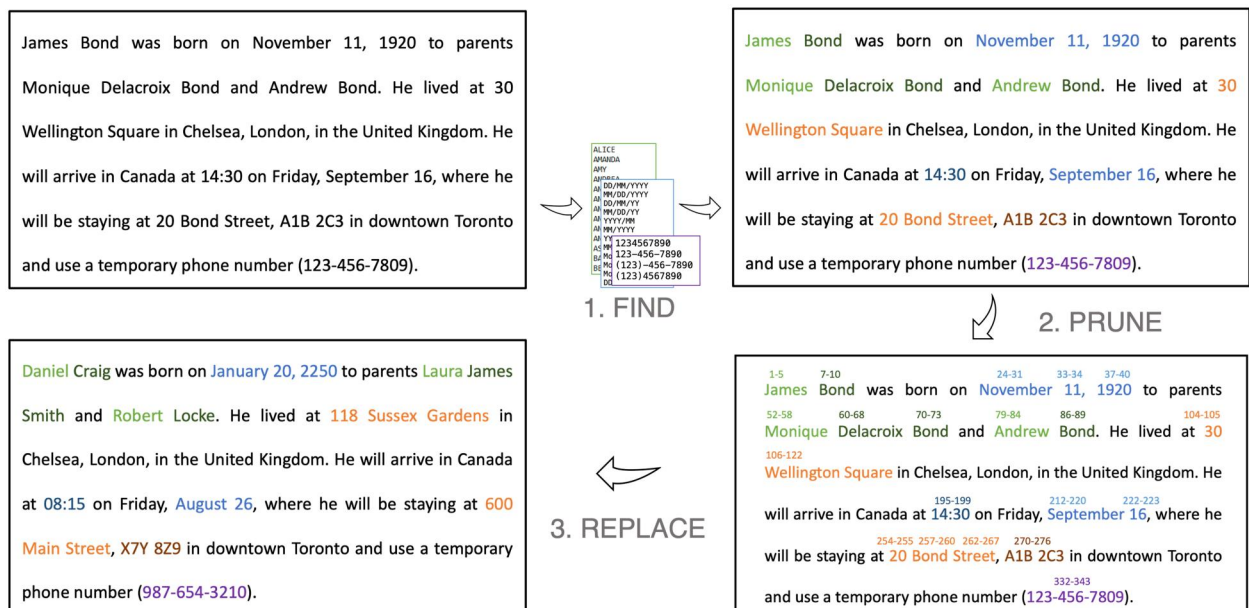 James Bond was born on November 11, 1920 to parents
Monique Delacroix Bond and Andrew Bond. He lived at 30
Wellington Square in Chelsea, London, in the United Kingdom. He
will arrive in Canada at 14:30 on Friday, September 16, where he
will be staying at 20 Bond Street, A1B 2C3 in downtown Toronto
and use a temporary phone number (123-456-7809).
ALICE
AMANDA
AMY
DD/MM/YYYY
MM/DD/YYYY
DD/MM/YY
MM/DD/YY
YYYY/MM
MM/YYYY
1234567890
123-456-7890
(123)-456-7890
(123)4567890
1. FIND
James Bond was born on November 11, 1920 to parents
Monique Delacroix Bond and Andrew Bond. He lived at 30
Wellington Square in Chelsea, London, in the United Kingdom. He
will arrive in Canada at 14:30 on Friday, September 16, where he
will be staying at 20 Bond Street, A1B 2C3 in downtown Toronto
and use a temporary phone number (123-456-7809).
2. PRUNE
1-5 7-10 24-31 33-34 37-40
James Bond was born on November 11, 1920 to parents
52-58 60-68 70-73 79-84 86-89 104-105
Monique Delacroix Bond and Andrew Bond. He lived at 30
106-122
Wellington Square in Chelsea, London, in the United Kingdom. He
195-199 212-220 222-223
will arrive in Canada at 14:30 on Friday, September 16, where he
254-255 257-260 262-267 270-276
will be staying at 20 Bond Street, A1B 2C3 in downtown Toronto
332-343
and use a temporary phone number (123-456-7809).
3. REPLACE
Daniel Craig was born on January 20, 2250 to parents Laura James
Smith and Robert Locke. He lived at 118 Sussex Gardens in
Chelsea, London, in the United Kingdom. He will arrive in Canada
at 08:15 on Friday, August 26, where he will be staying at 600
Main Street, X7Y 8Z9 in downtown Toronto and use a temporary
phone number (987-654-3210).